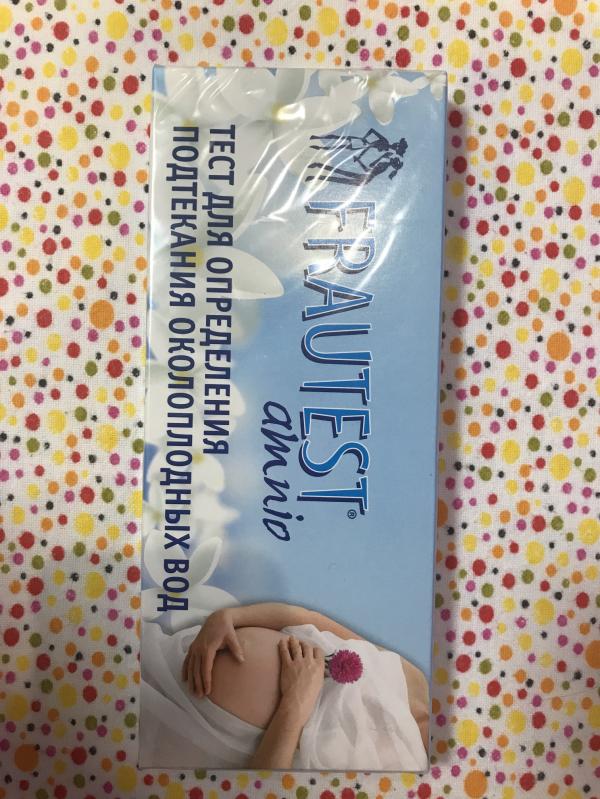 FRAUTEST®
amnio
ТЕСТ ДЛЯ ОПРЕДЕЛЕНИЯ
ПОДТЕКАНИЯ ОКОЛОПЛОДНЫХ ВОД